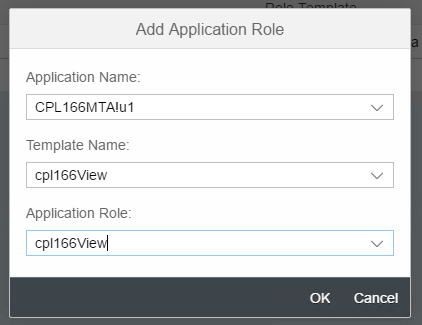 Role Template
Add Application Role
Application Name:
CPL166MTA!u1
Template Name:
cpl166View
Application Role:
cpl166View
OK Cancel